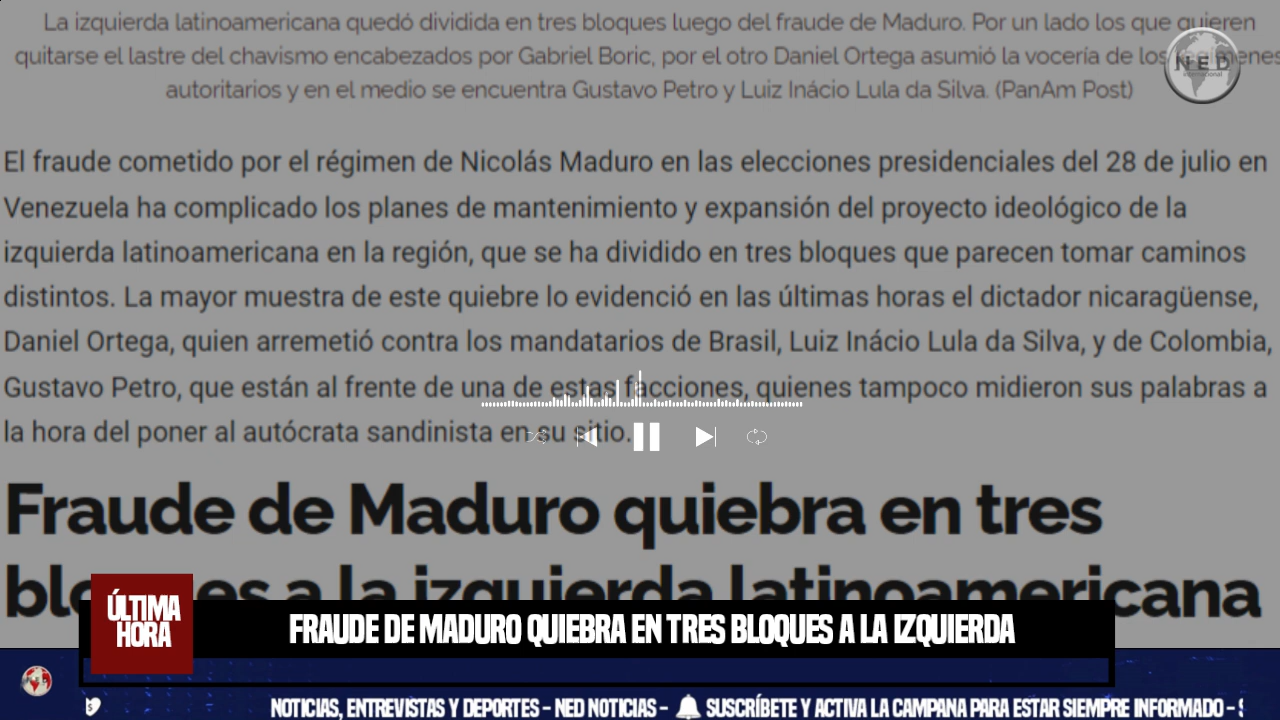 La izquierda latinoamericana quedó dividida en tres bloques luego del fraude de Maduro. Por un lado los que quieren
quitarse el lastre del chavismo encabezados por Gabriel Boric, por el otro Daniel Ortega asumió la vocería de los regímenes
autoritarios y en el medio se encuentra Gustavo Petro y Luiz Inácio Lula da Silva. (PanAm Post)
NED
International
El fraude cometido por el régimen de Nicolás Maduro en las elecciones presidenciales del 28 de julio en
Venezuela ha complicado los planes de mantenimiento y expansión del proyecto ideológico de la
izquierda latinoamericana en la región, que se ha dividido en tres bloques que parecen tomar caminos
distintos. La mayor muestra de este quiebre lo evidenció en las últimas horas el dictador nicaragüense,
Daniel Ortega, quien arremetió contra los mandatarios de Brasil, Luiz Inácio Lula da Silva, y de Colombia,
Gustavo Petro, que están al frente de una de estas facciones, quienes tampoco midieron sus palabras a
la hora del poner al autócrata sandinista en su sitio.
Fraude de Maduro quiebra en tres
bloques a la izquierda latinoamericana
ÚLTIMA
HORA
FRAUDE DE MADURO QUIEBRA EN TRES BLOQUES A LA IZQUIERDA
NOTICIAS, ENTREVISTAS Y DEPORTES - NED NOTICIAS - 🔔 SUSCRÍBETE Y ACTIVA LA CAMPANA PARA ESTAR SIEMPRE INFORMADO -